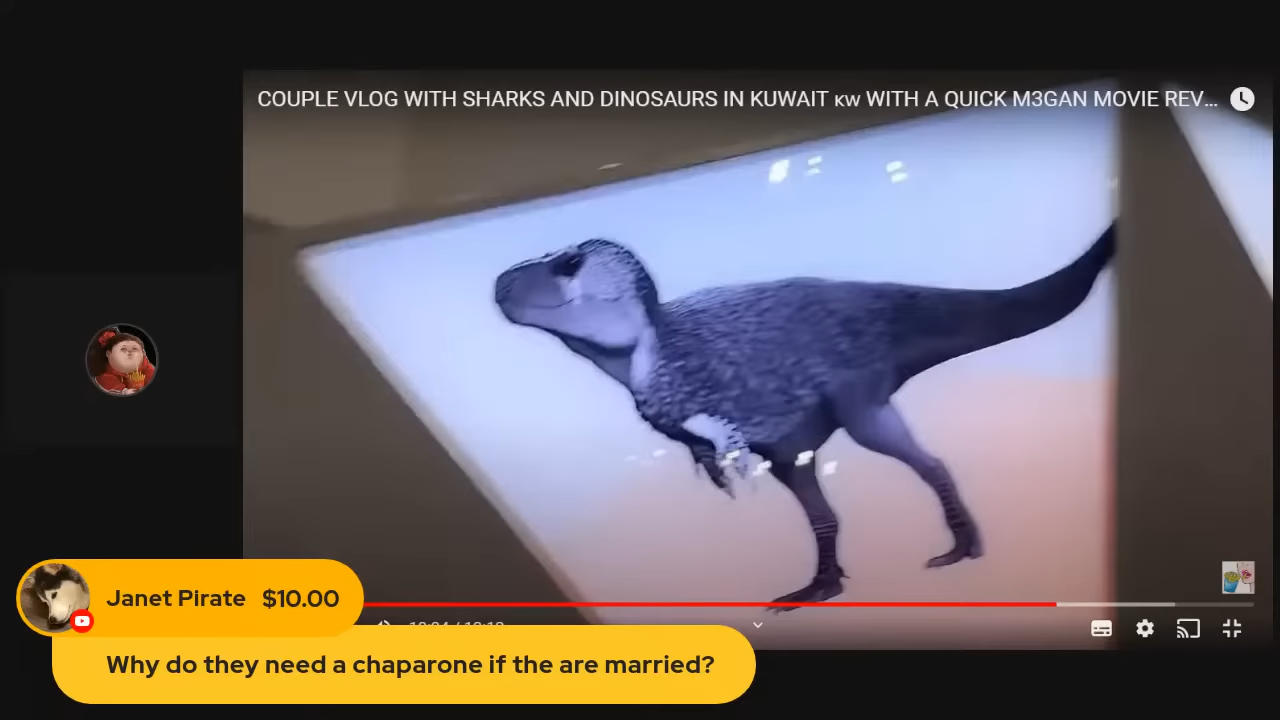 COUPLE VLOG WITH SHARKS AND DINOSAURS IN KUWAIT ĸw WITH A QUICK M3GAN MOVIE REV...
Janet Pirate $10.00
Why do they need a chaparone if the are married?